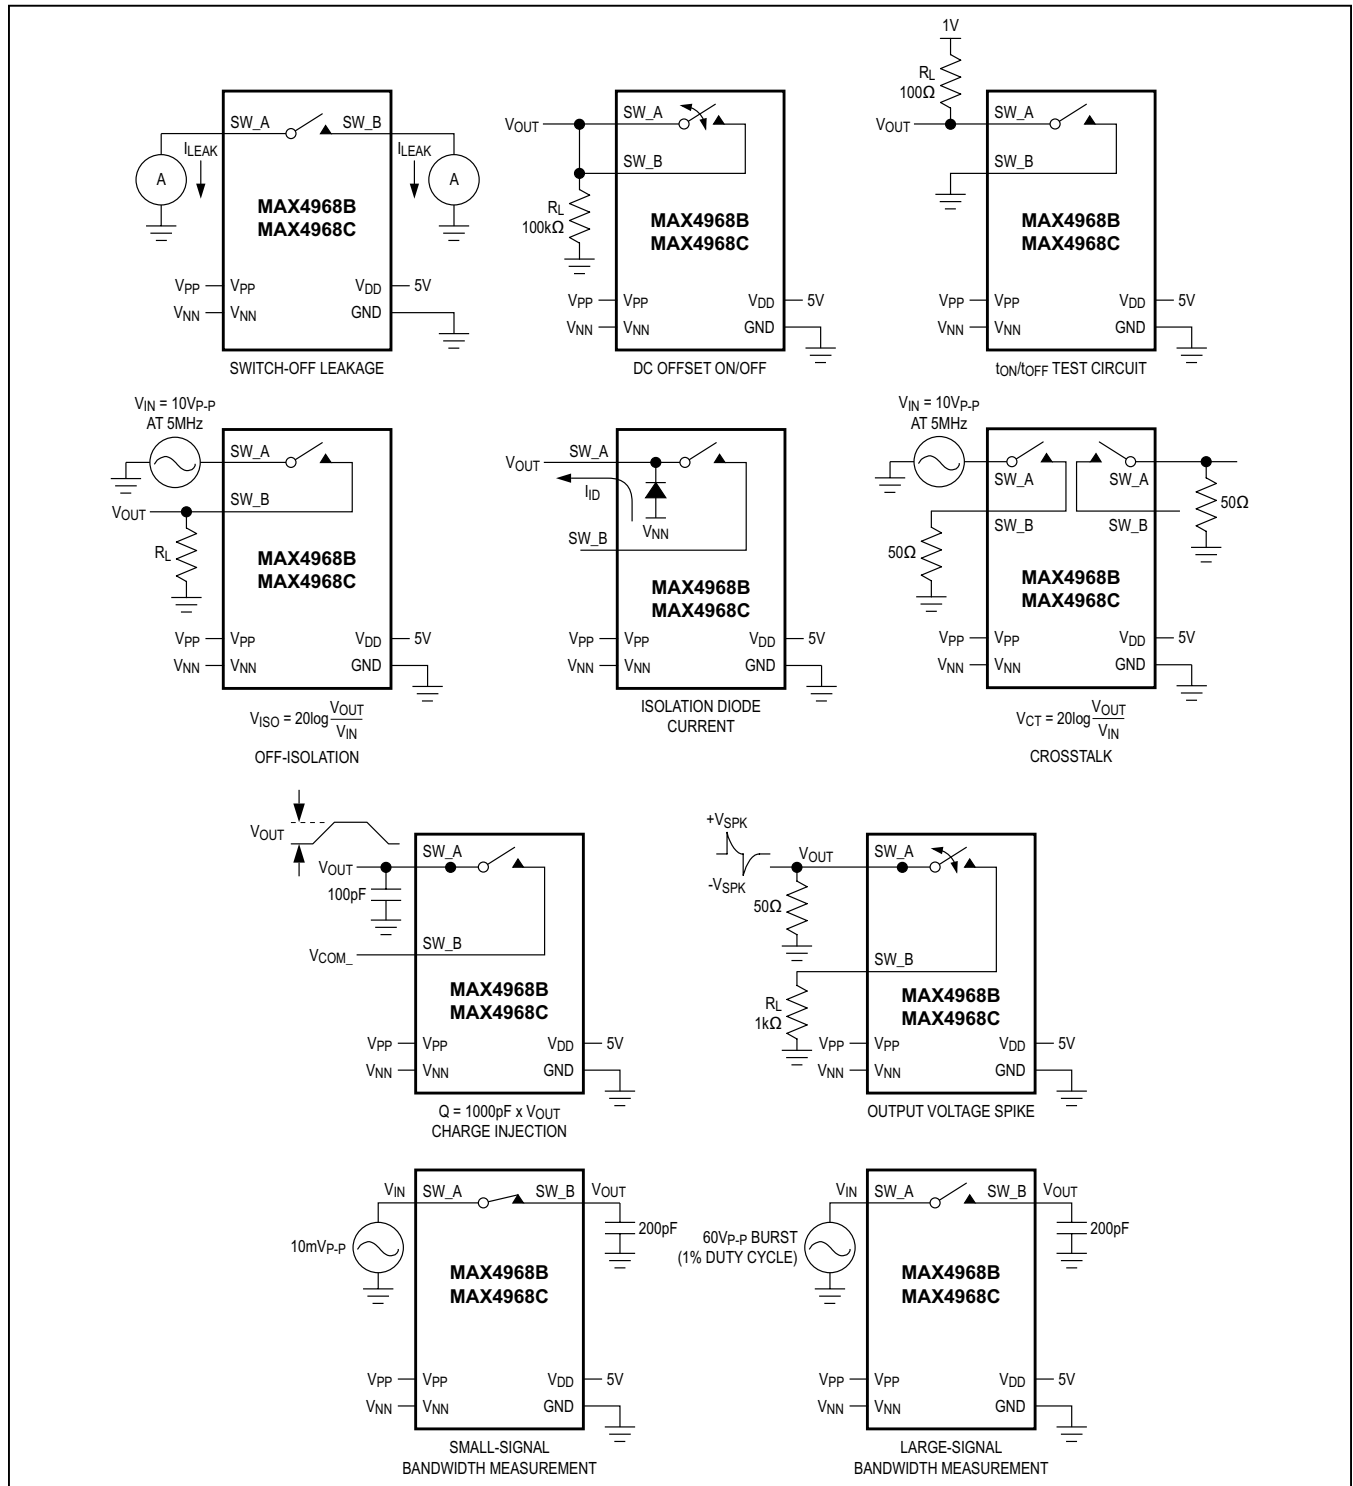 SW_A
SW_B
ILEAK
ILEAK
A
A
MAX4968B
MAX4968C
VPP
VPP
VDD
5V
VNN
VNN
GND
SWITCH-OFF LEAKAGE
VOUT
SW_A
SW_B
RL
100kΩ
MAX4968B
MAX4968C
VPP
VPP
VDD
5V
VNN
VNN
GND
DC OFFSET ON/OFF
1V
RL
100Ω
VOUT
SW_A
SW_B
MAX4968B
MAX4968C
VPP
VPP
VDD
5V
VNN
VNN
GND
tON/tOFF TEST CIRCUIT
VIN = 10VP-P
AT 5MHz
SW_A
SW_B
VOUT
RL
MAX4968B
MAX4968C
VPP
VPP
VDD
5V
VNN
VNN
GND
VISO = 20log VOUT
VIN
OFF-ISOLATION
VOUT
SW_A
IID
VNN
SW_B
MAX4968B
MAX4968C
VPP
VPP
VDD
5V
VNN
VNN
GND
ISOLATION DIODE
CURRENT
VIN = 10VP-P
AT 5MHz
SW_A
SW_A
SW_B
SW_B
50Ω
50Ω
MAX4968B
MAX4968C
VPP
VPP
VDD
5V
VNN
VNN
GND
VCT = 20log VOUT
VIN
CROSSTALK
VOUT
VOUT
SW_A
100pF
SW_B
VCOM_
MAX4968B
MAX4968C
VPP
VPP
VDD
5V
VNN
VNN
GND
Q = 1000pF x VOUT
CHARGE INJECTION
+VSPK
-VSPK
VOUT
SW_A
50Ω
SW_B
RL
1kΩ
MAX4968B
MAX4968C
VPP
VPP
VDD
5V
VNN
VNN
GND
OUTPUT VOLTAGE SPIKE
VIN
SW_A
SW_B
VOUT
10mVP-P
200pF
MAX4968B
MAX4968C
VPP
VPP
VDD
5V
VNN
VNN
GND
SMALL-SIGNAL
BANDWIDTH MEASUREMENT
VIN
SW_A
SW_B
VOUT
60VP-P BURST
(1% DUTY CYCLE)
200pF
MAX4968B
MAX4968C
VPP
VPP
VDD
5V
VNN
VNN
GND
LARGE-SIGNAL
BANDWIDTH MEASUREMENT